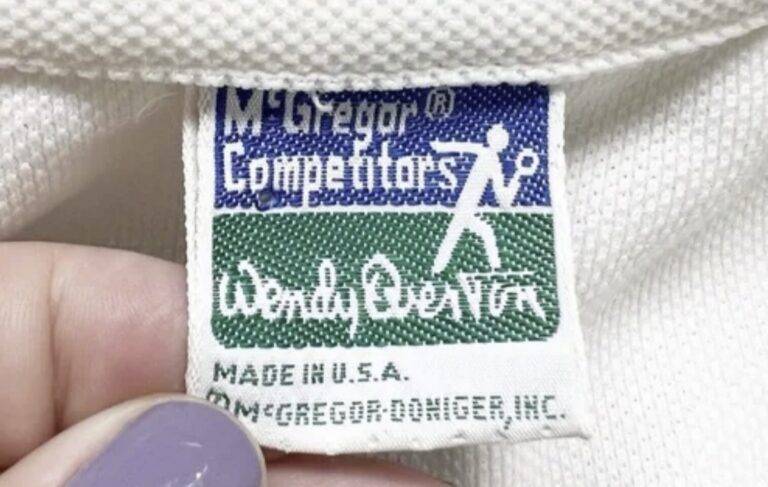 McGregor®
Competitors
Wendy Overton
MADE IN U.S.A.
©McGREGOR-DONIGER, INC.